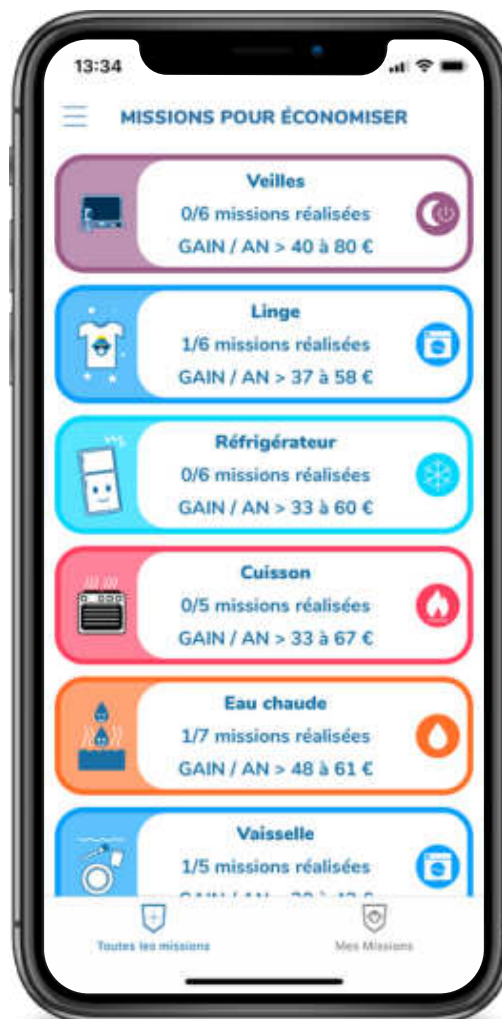 13:34
MISSIONS POUR ÉCONOMISER
Veilles
0/6 missions réalisées
GAIN / AN > 40 à 80 €
Linge
1/6 missions réalisées
GAIN / AN > 37 à 58 €
Réfrigérateur
0/6 missions réalisées
GAIN / AN > 33 à 60 €
Cuisson
0/5 missions réalisées
GAIN / AN > 33 à 67 €
Eau chaude
1/7 missions réalisées
GAIN / AN > 48 à 61 €
Vaisselle
1/5 missions réalisées
Toutes les missions
Mes Missions